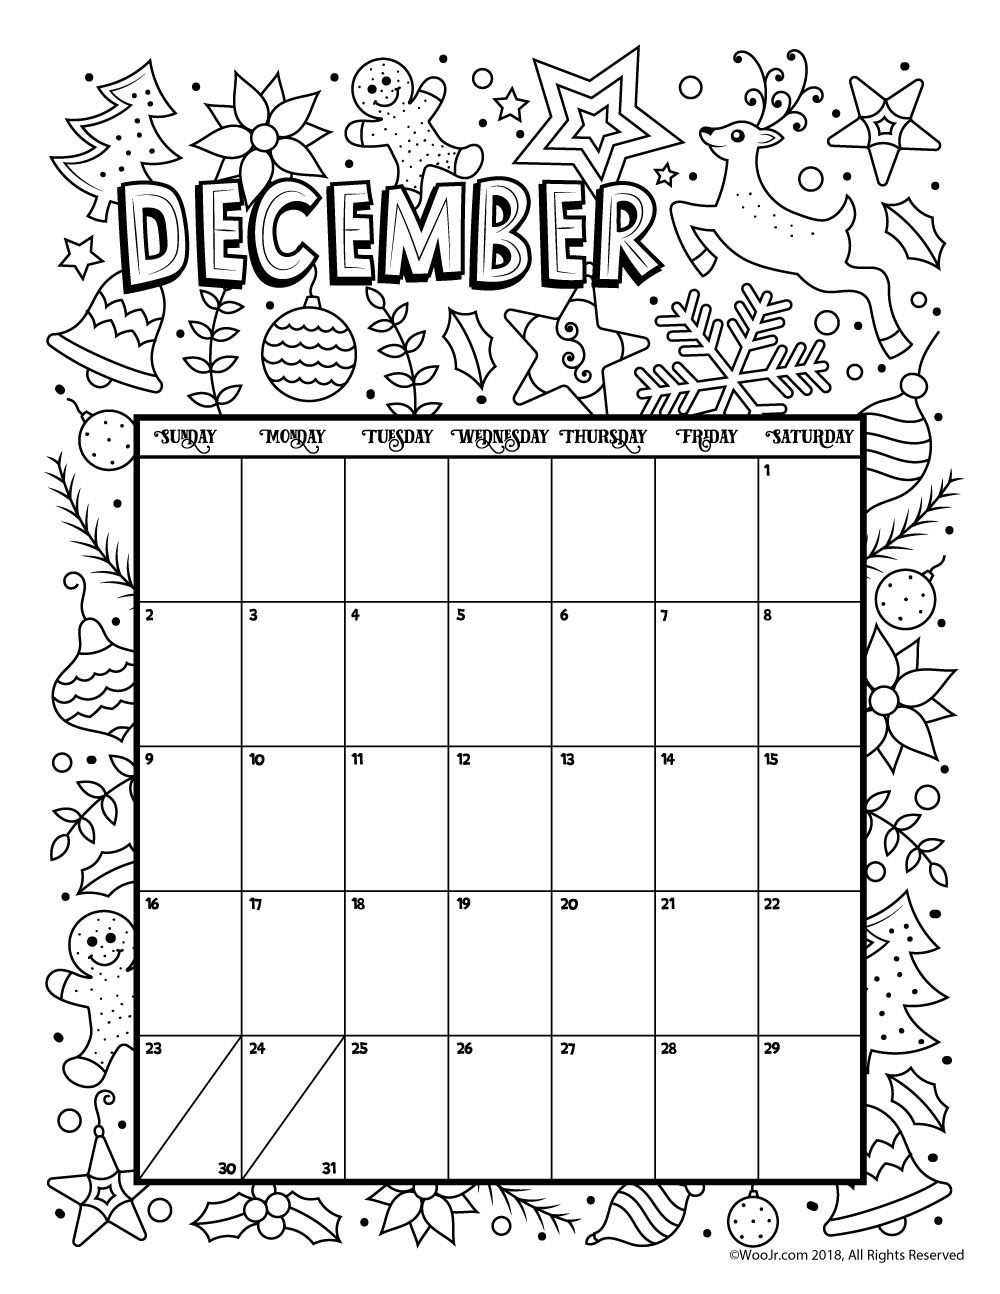 DECEMBER
SUNDAY MONDAY TUESDAY WEDNESDAY THURSDAY FRIDAY SATURDAY
1
2 3 4 5 6 7 8
9 10 11 12 13 14 15
16 17 18 19 20 21 22
23 24 25 26 27 28 29
30 31
©WooJr.com 2018, All Rights Reserved